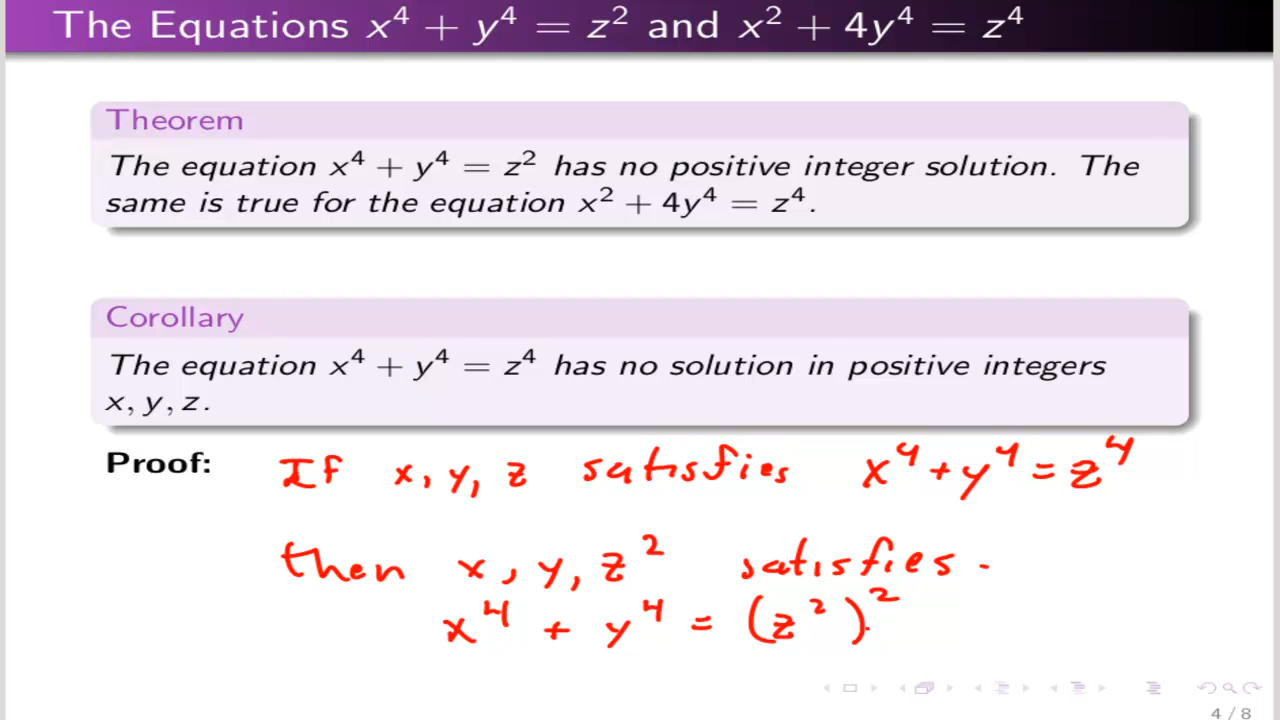 The Equations x⁴ + y⁴ = z² and x² + 4y⁴ = z⁴
Theorem
The equation x⁴ + y⁴ = z² has no positive integer solution. The
same is true for the equation x² + 4y⁴ = z⁴.
Corollary
The equation x⁴ + y⁴ = z⁴ has no solution in positive integers
x, y, z.
Proof: If x, y, z satisfies x⁴ + y⁴ = z⁴
then x, y, z² satisfies.
x⁴ + y⁴ = (z²)².
4 / 8